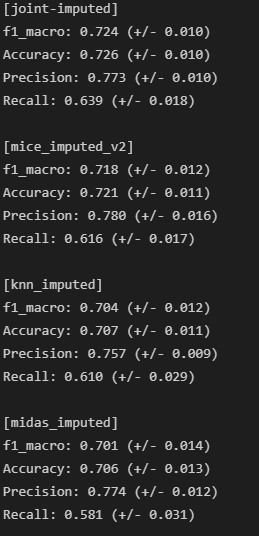 [joint-imputed]
f1_macro: 0.724 (+/- 0.010)
Accuracy: 0.726 (+/- 0.010)
Precision: 0.773 (+/- 0.010)
Recall: 0.639 (+/- 0.018)
[mice_imputed_v2]
f1_macro: 0.718 (+/- 0.012)
Accuracy: 0.721 (+/- 0.011)
Precision: 0.780 (+/- 0.016)
Recall: 0.616 (+/- 0.017)
[knn_imputed]
f1_macro: 0.704 (+/- 0.012)
Accuracy: 0.707 (+/- 0.011)
Precision: 0.757 (+/- 0.009)
Recall: 0.610 (+/- 0.029)
[midas_imputed]
f1_macro: 0.701 (+/- 0.014)
Accuracy: 0.706 (+/- 0.013)
Precision: 0.774 (+/- 0.012)
Recall: 0.581 (+/- 0.031)